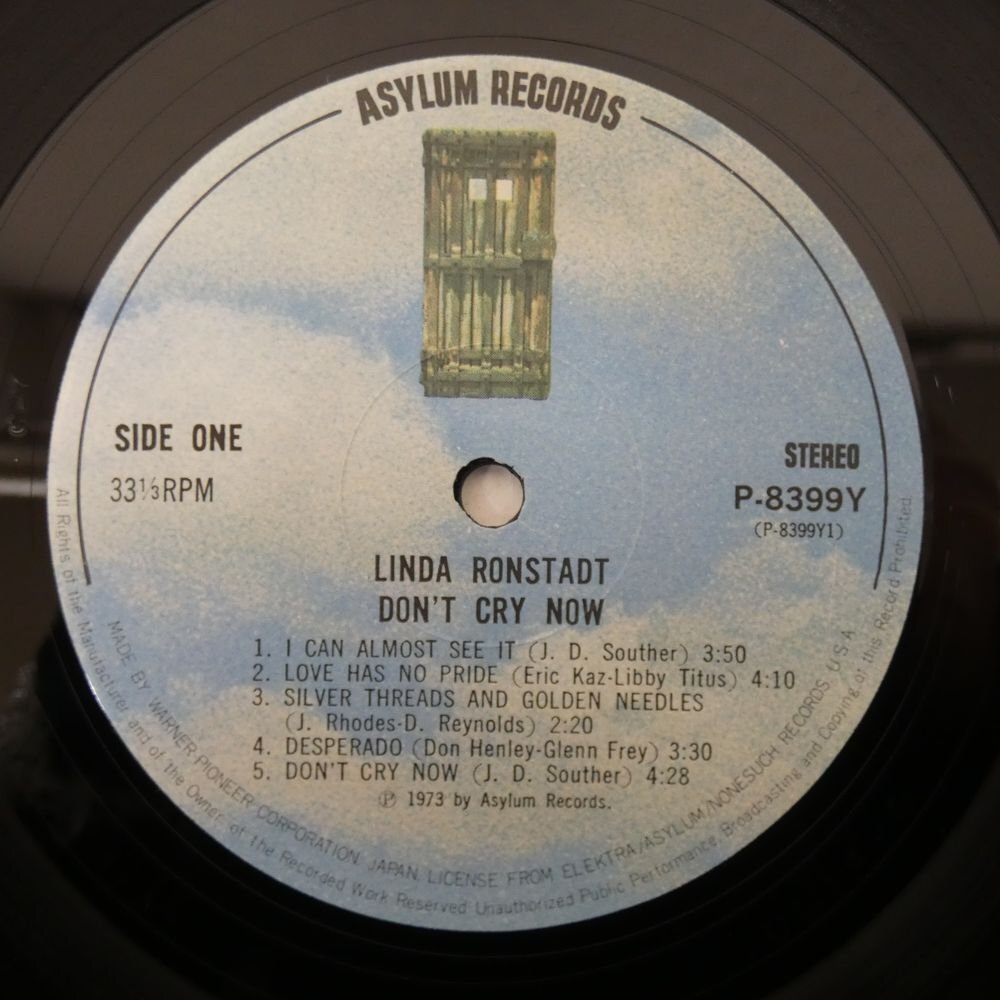 ASYLUM RECORDS
SIDE ONE
33⅓RPM
STEREO
P-8399Y
(P-8399Y1)
LINDA RONSTADT
DON'T CRY NOW
1. I CAN ALMOST SEE IT (J. D. Souther) 3:50
2. LOVE HAS NO PRIDE (Eric Kaz-Libby Titus) 4:10
3. SILVER THREADS AND GOLDEN NEEDLES
(J. Rhodes-D. Reynolds) 2:20
4. DESPERADO (Don Henley-Glenn Frey) 3:30
5. DON'T CRY NOW (J. D. Souther) 4:28
℗ 1973 by Asylum Records.
MADE BY WARNER-PIONEER CORPORATION, JAPAN. LICENSE FROM ELEKTRA/ASYLUM/NONESUCH RECORDS, U.S.A.
All Rights of the Manufacturer and of the Owner of the Recorded Work Reserved Unauthorized Public Performance, Broadcasting and Copying of this Record Prohibited